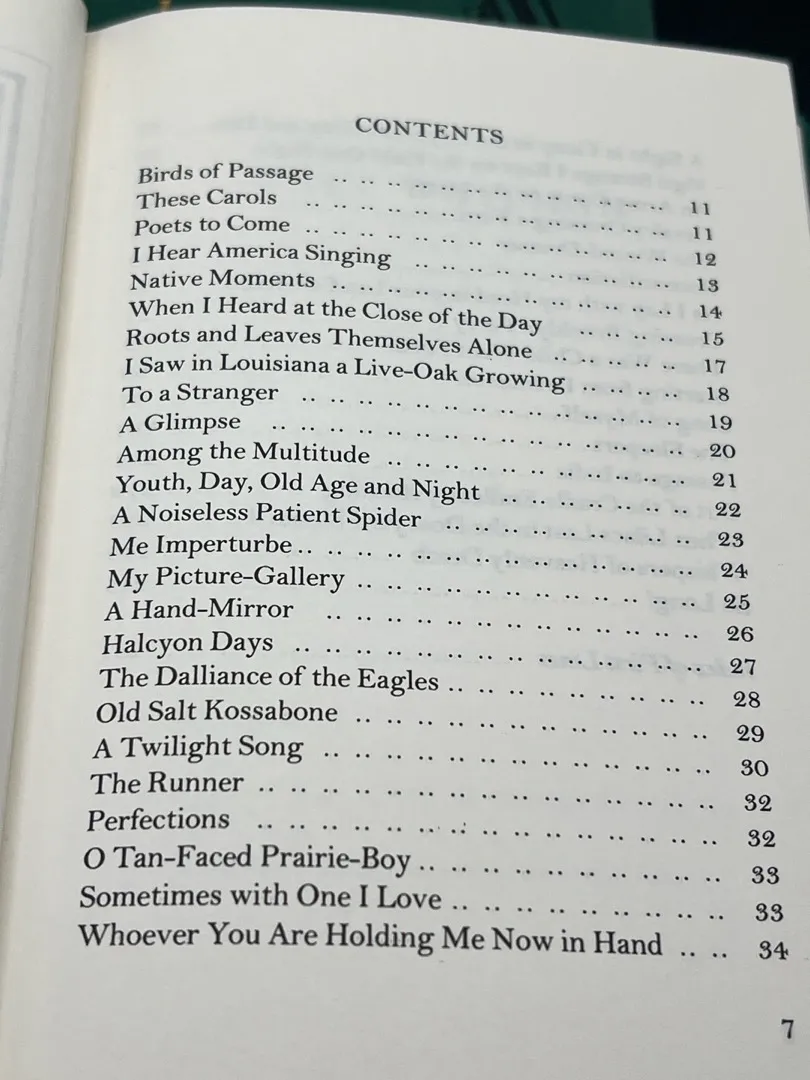 CONTENTS
Birds of Passage .. .. .. .. .. .. .. .. .. .. .. .. .. 11
These Carols .. .. .. .. .. .. .. .. .. .. .. .. .. .. 11
Poets to Come .. .. .. .. .. .. .. .. .. .. .. .. .. .. 12
I Hear America Singing .. .. .. .. .. .. .. .. .. .. 13
Native Moments .. .. .. .. .. .. .. .. .. .. .. .. .. 14
When I Heard at the Close of the Day .. .. .. .. 15
Roots and Leaves Themselves Alone .. .. .. .. .. 17
I Saw in Louisiana a Live-Oak Growing .. .. .. .. 18
To a Stranger .. .. .. .. .. .. .. .. .. .. .. .. .. .. 19
A Glimpse .. .. .. .. .. .. .. .. .. .. .. .. .. .. .. 20
Among the Multitude .. .. .. .. .. .. .. .. .. .. .. 21
Youth, Day, Old Age and Night .. .. .. .. .. .. .. 22
A Noiseless Patient Spider .. .. .. .. .. .. .. .. .. 23
Me Imperturbe .. .. .. .. .. .. .. .. .. .. .. .. .. .. 24
My Picture-Gallery .. .. .. .. .. .. .. .. .. .. .. .. 25
A Hand-Mirror .. .. .. .. .. .. .. .. .. .. .. .. .. 26
Halcyon Days .. .. .. .. .. .. .. .. .. .. .. .. .. .. 27
The Dalliance of the Eagles .. .. .. .. .. .. .. .. .. 28
Old Salt Kossabone .. .. .. .. .. .. .. .. .. .. .. .. 29
A Twilight Song .. .. .. .. .. .. .. .. .. .. .. .. .. 30
The Runner .. .. .. .. .. .. .. .. .. .. .. .. .. .. .. 32
Perfections .. .. .. .. .. .. .. .. .. .. .. .. .. .. .. 32
O Tan-Faced Prairie-Boy .. .. .. .. .. .. .. .. .. .. 33
Sometimes with One I Love .. .. .. .. .. .. .. .. .. 33
Whoever You Are Holding Me Now in Hand .. .. 34
7